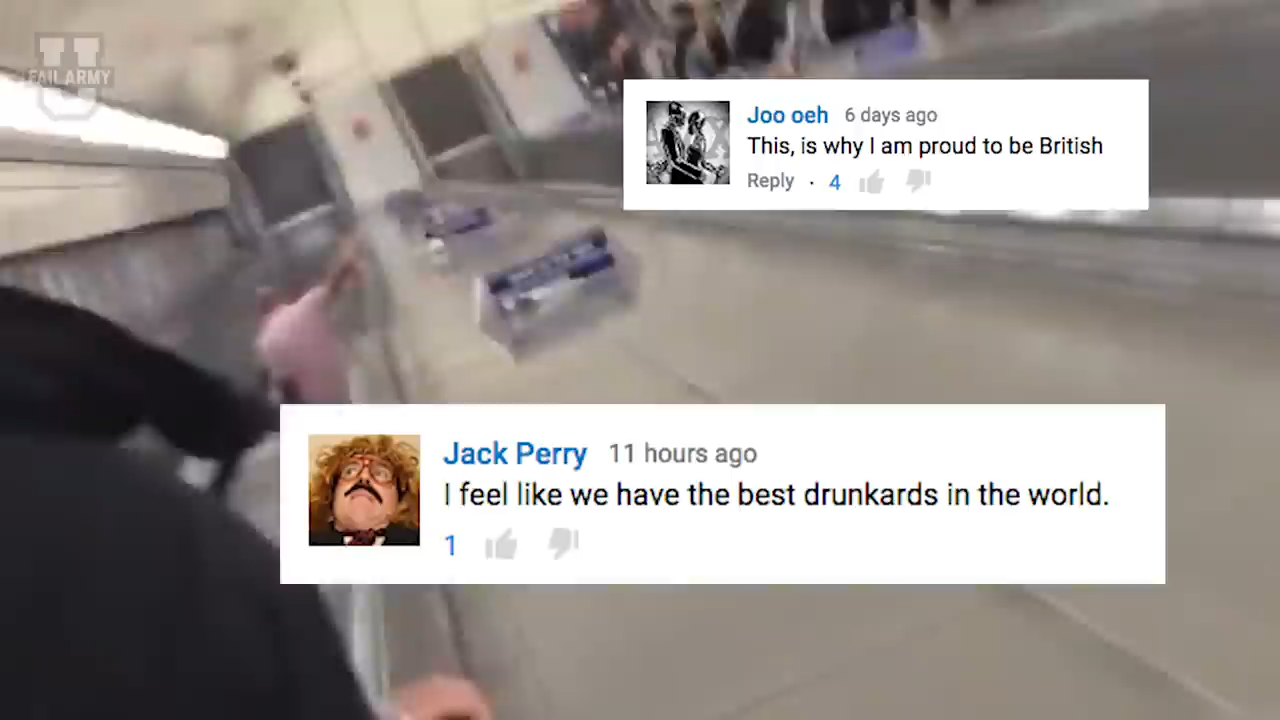 U
FAIL ARMY
Joo oeh 6 days ago
This, is why I am proud to be British
Reply · 4
Jack Perry 11 hours ago
I feel like we have the best drunkards in the world.
1